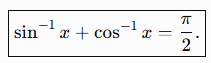 sin⁻¹ x + cos⁻¹ x = π/2.